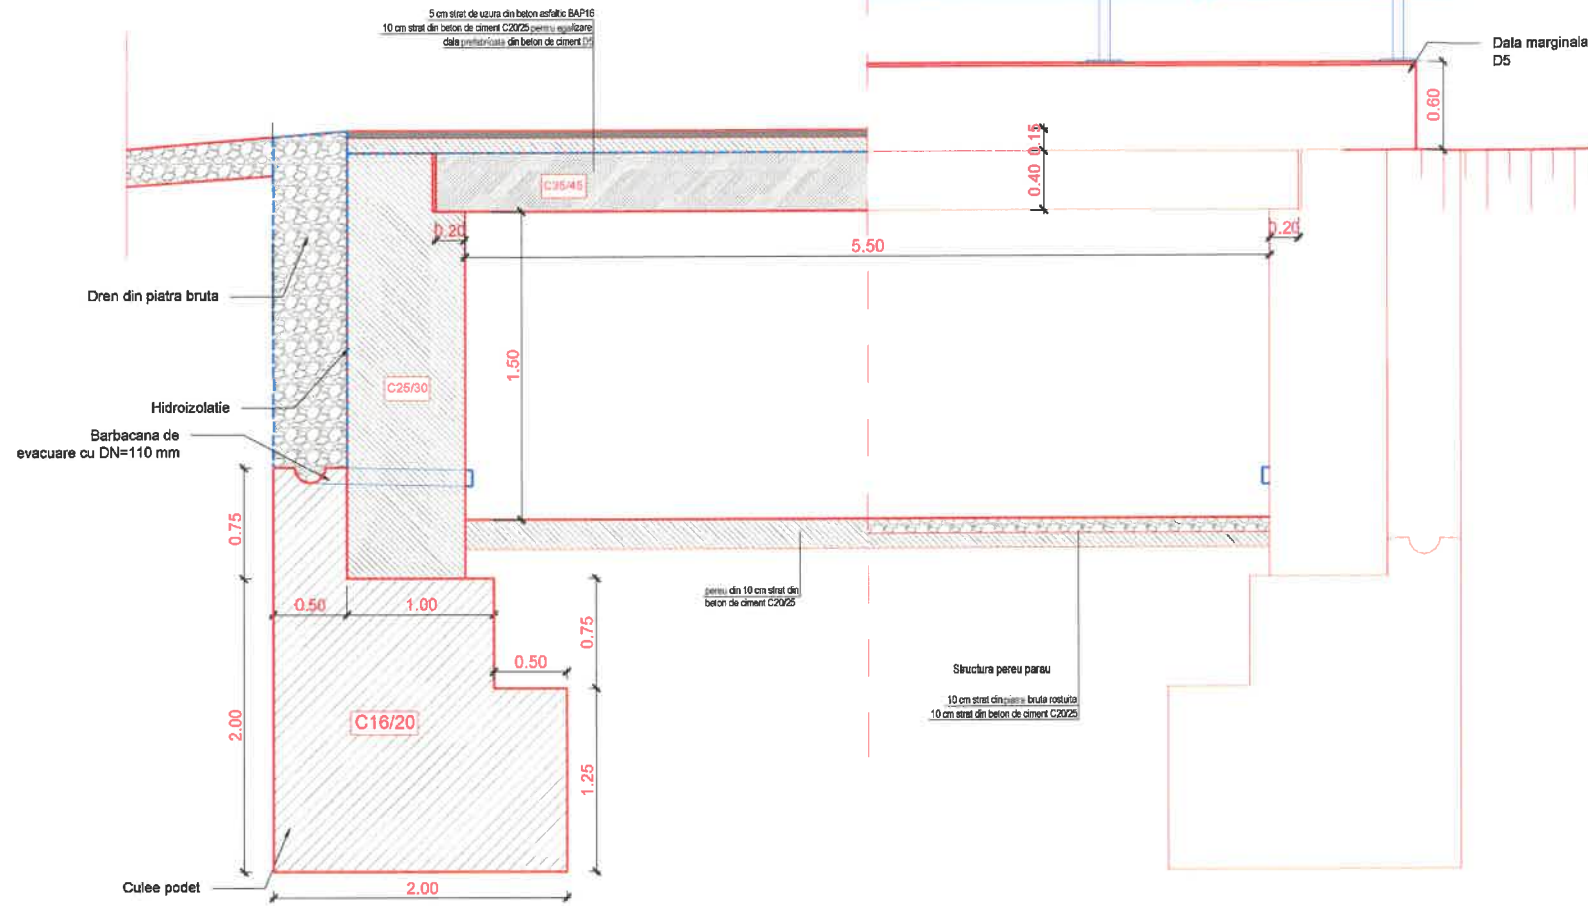 5 cm strat de uzura din beton asfaltic BAP16
10 cm strat din beton de ciment C20/25 pentru egalizare
dala prefabricata din beton de ciment D5
Dala marginala
D5
0.60
0.15
0.40
C35/45
0.20
0.20
5.50
Dren din piatra bruta
1.50
C25/30
Hidroizolatie
Barbacana de
evacuare cu DN=110 mm
0.75
pereu din 10 cm strat din
beton de ciment C20/25
0.50
1.00
0.75
0.50
Structura pereu parau
10 cm strat din piatra bruta rostuita
10 cm strat din beton de ciment C20/25
C16/20
2.00
1.25
Culee podet
2.00